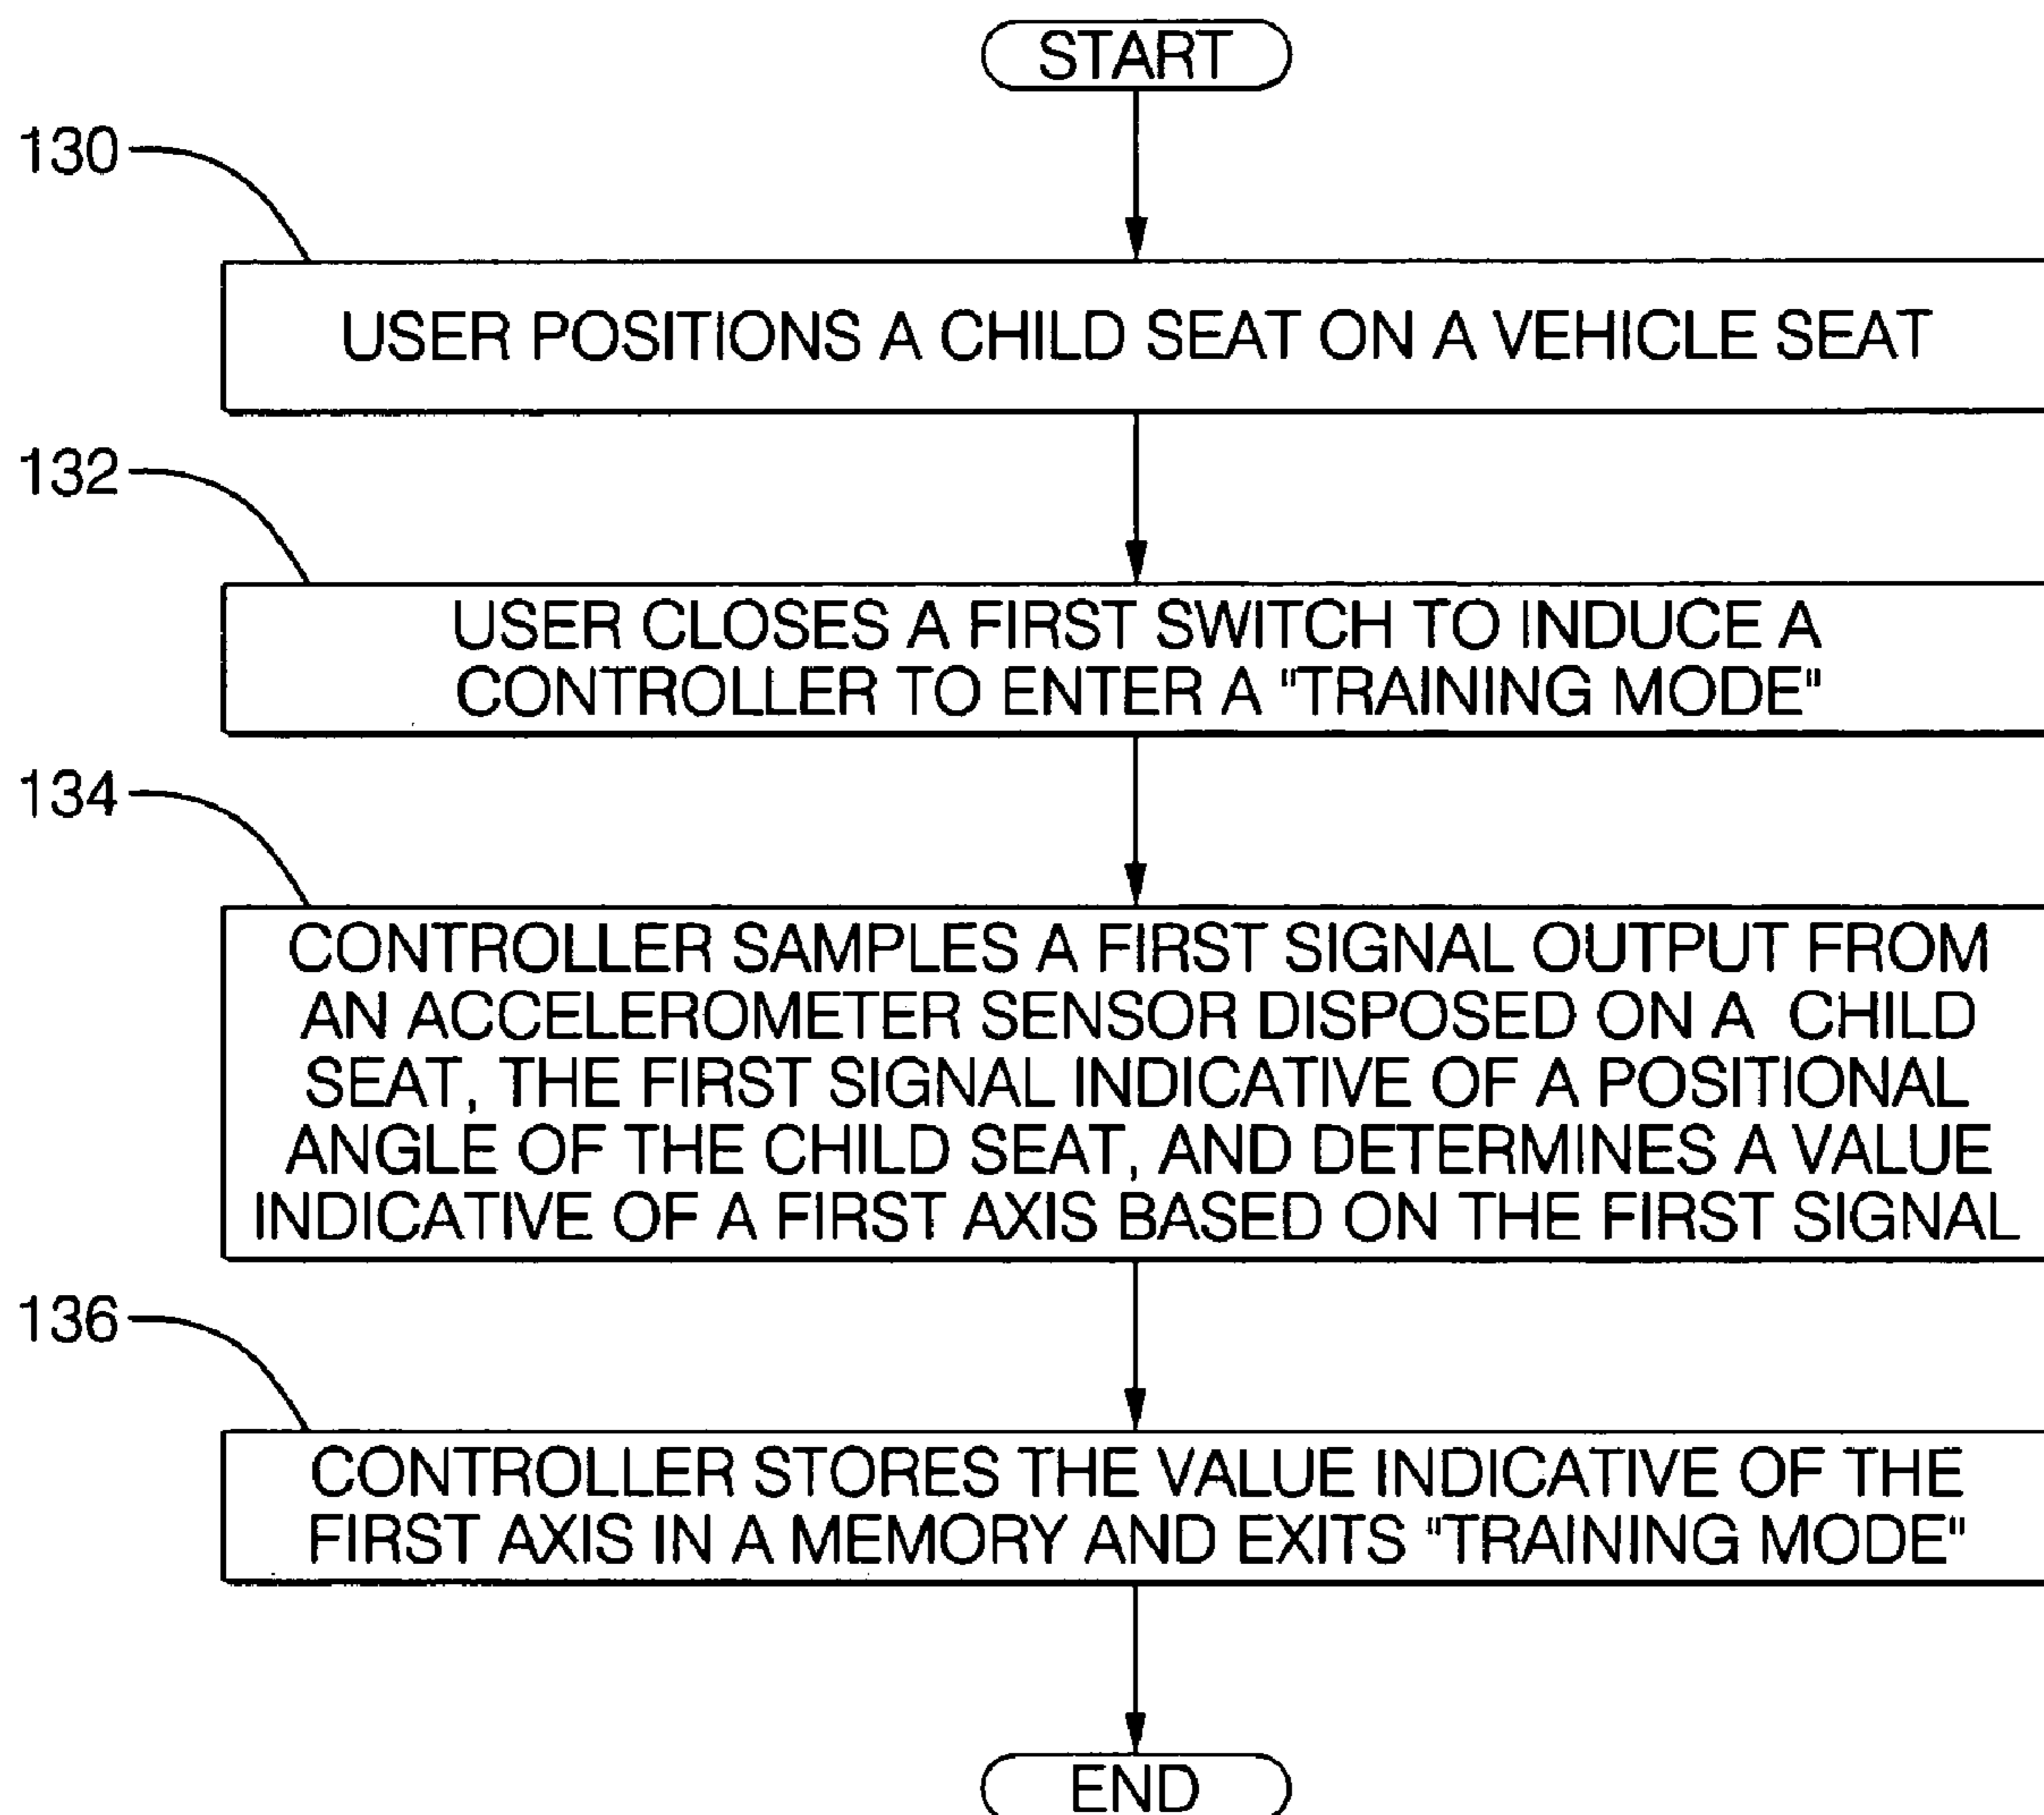 START
130
USER POSITIONS A CHILD SEAT ON A VEHICLE SEAT
132
USER CLOSES A FIRST SWITCH TO INDUCE A
CONTROLLER TO ENTER A "TRAINING MODE"
134
CONTROLLER SAMPLES A FIRST SIGNAL OUTPUT FROM
AN ACCELEROMETER SENSOR DISPOSED ON A CHILD
SEAT, THE FIRST SIGNAL INDICATIVE OF A POSITIONAL
ANGLE OF THE CHILD SEAT, AND DETERMINES A VALUE
INDICATIVE OF A FIRST AXIS BASED ON THE FIRST SIGNAL
136
CONTROLLER STORES THE VALUE INDICATIVE OF THE
FIRST AXIS IN A MEMORY AND EXITS "TRAINING MODE"
END